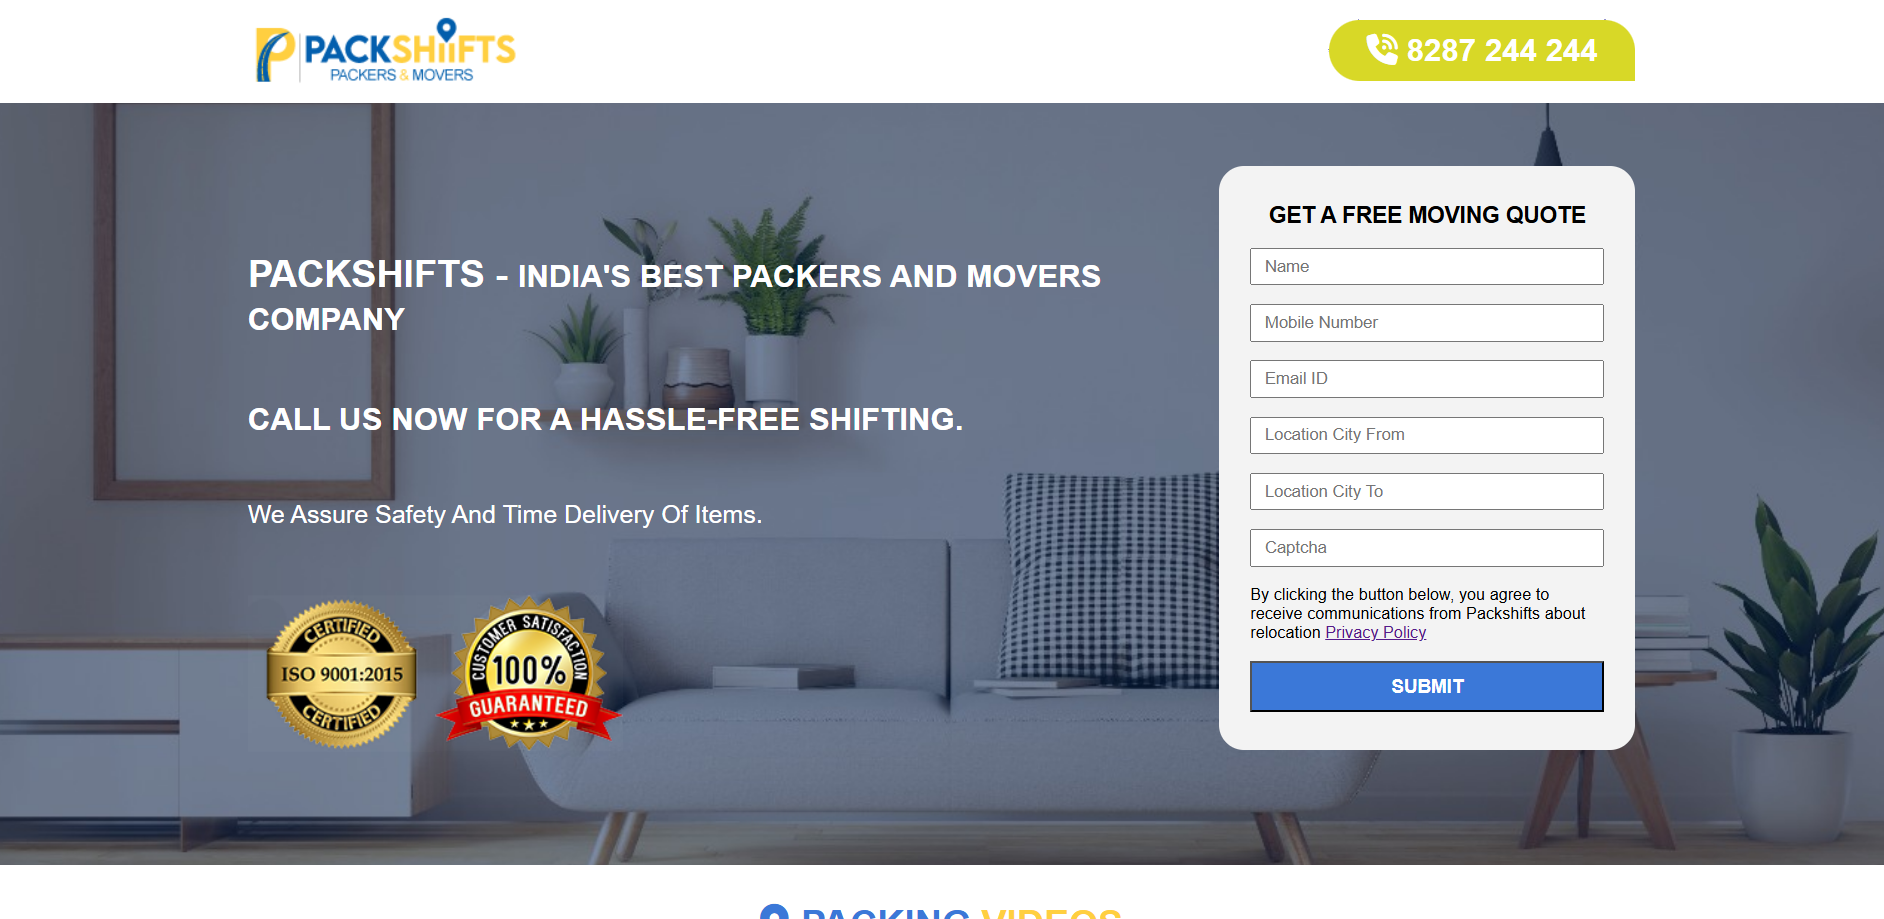 PACKSHIIFTS
PACKERS & MOVERS
8287 244 244
PACKSHIFTS - INDIA'S BEST PACKERS AND MOVERS
COMPANY
CALL US NOW FOR A HASSLE-FREE SHIFTING.
We Assure Safety And Time Delivery Of Items.
CERTIFIED
ISO 9001:2015
CERTIFIED
CUSTOMER SATISFACTION
100%
GUARANTEED
GET A FREE MOVING QUOTE
Name
Mobile Number
Email ID
Location City From
Location City To
Captcha
By clicking the button below, you agree to
receive communications from Packshifts about
relocation Privacy Policy
SUBMIT
PACKING VIDEOS